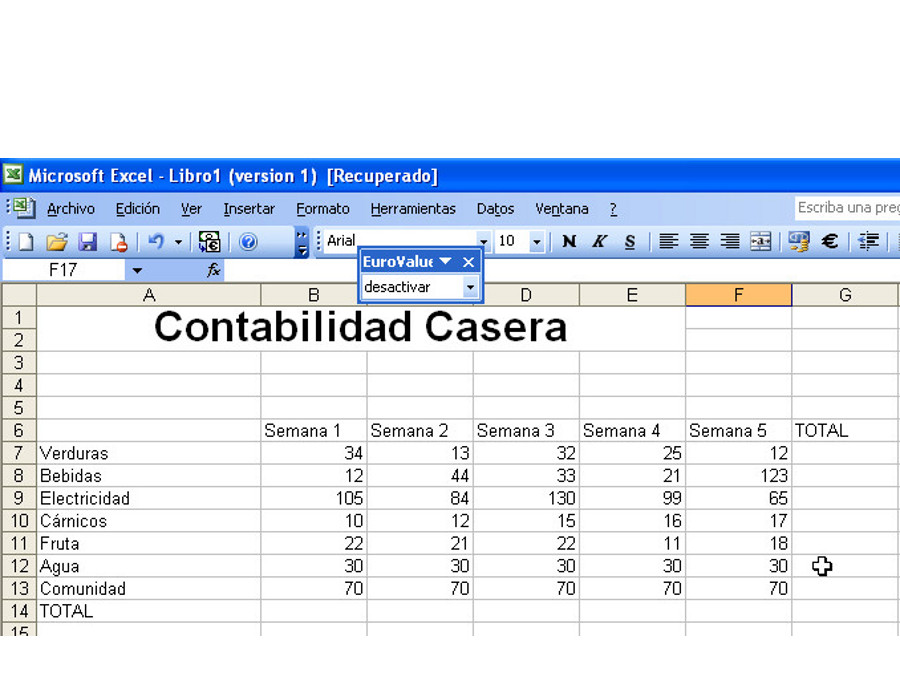 Microsoft Excel - Libro1 (version 1) [Recuperado]
Archivo Edición Ver Insertar Formato Herramientas Datos Ventana ? Escriba una
Arial 10 N K S €
F17 fx
desactivar
A B D E F G
1 Contabilidad Casera
2
3
4
5
6 Semana 1 Semana 2 Semana 3 Semana 4 Semana 5 TOTAL
7 Verduras 34 13 32 25 12
8 Bebidas 12 44 33 21 123
9 Electricidad 105 84 130 99 65
10 Cárnicos 10 12 15 16 17
11 Fruta 22 21 22 11 18
12 Agua 30 30 30 30 30
13 Comunidad 70 70 70 70 70
14 TOTAL
15